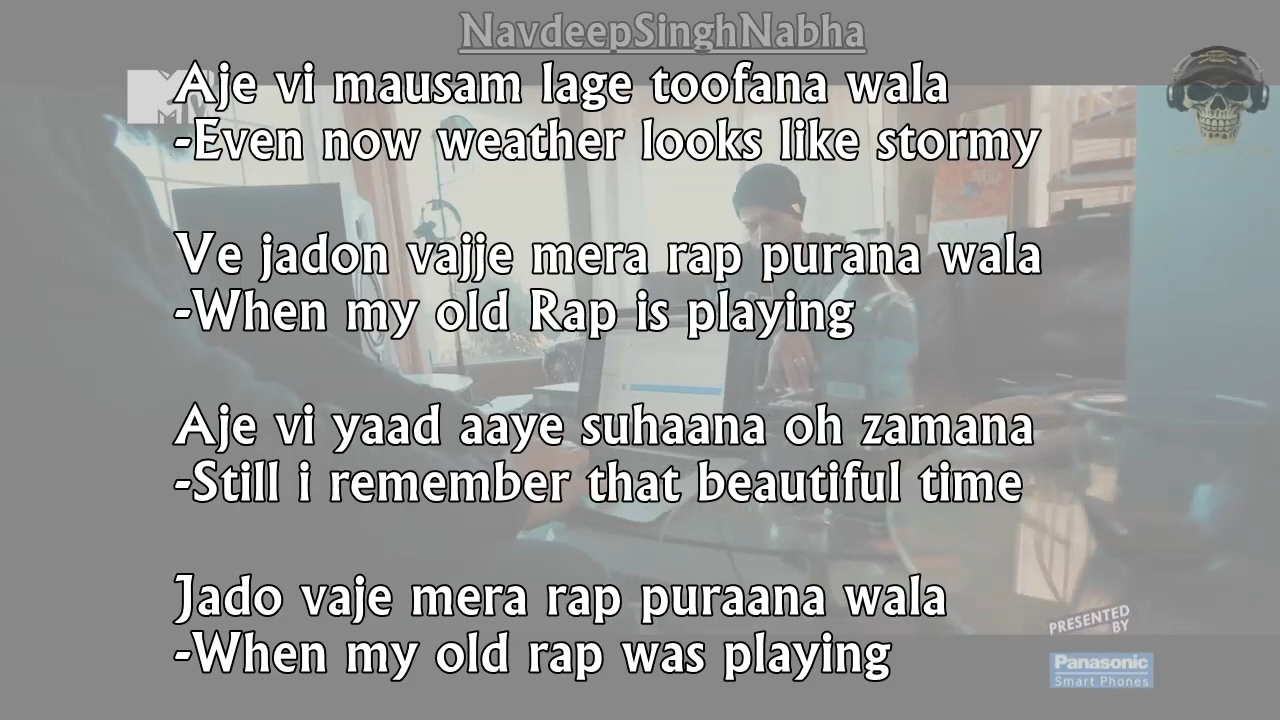 NavdeepSinghNabha
Aje vi mausam lage toofana wala
-Even now weather looks like stormy
Ve jadon vajje mera rap purana wala
-When my old Rap is playing
Aje vi yaad aaye suhaana oh zamana
-Still i remember that beautiful time
Jado vaje mera rap puraana wala
-When my old rap was playing
PRESENTED
BY
Panasonic
Smart Phones